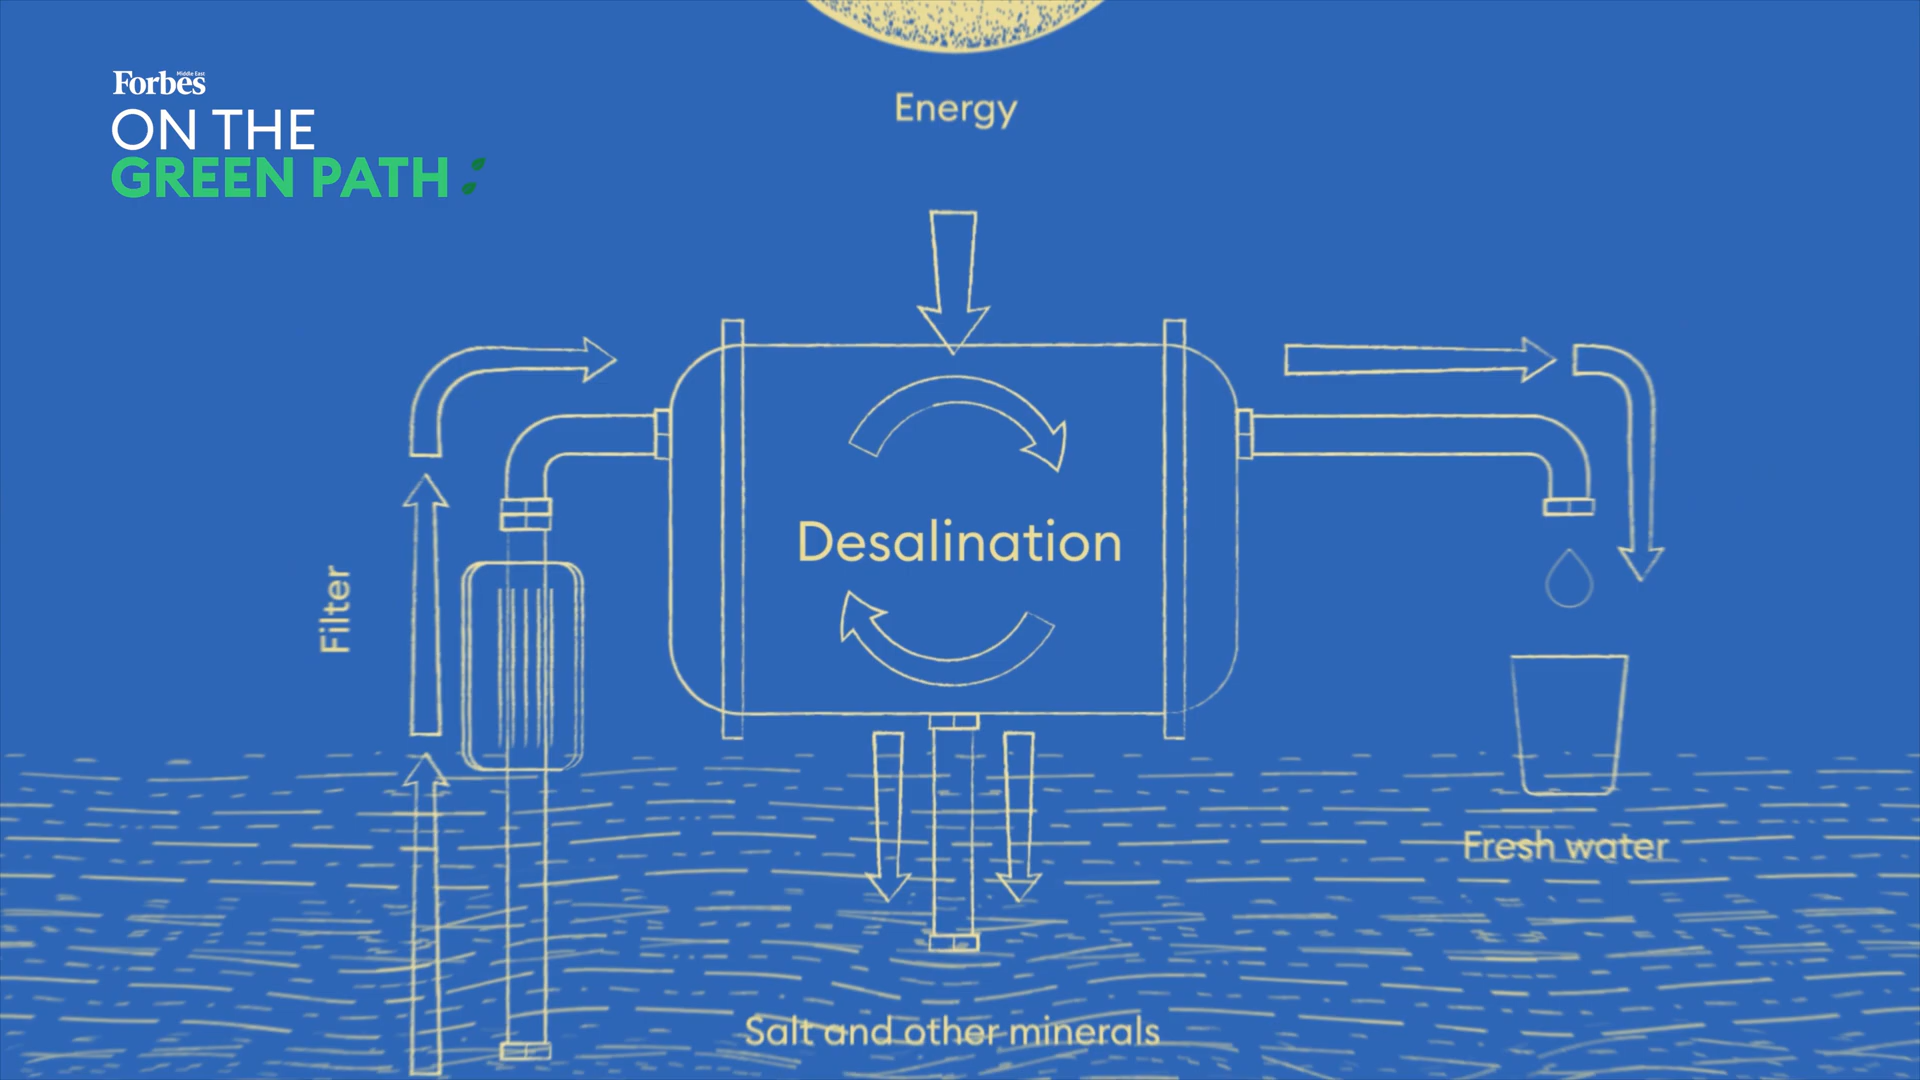 Forbes
Middle East
ON THE
GREEN PATH
Energy
Filter
Desalination
Fresh water
Salt and other minerals